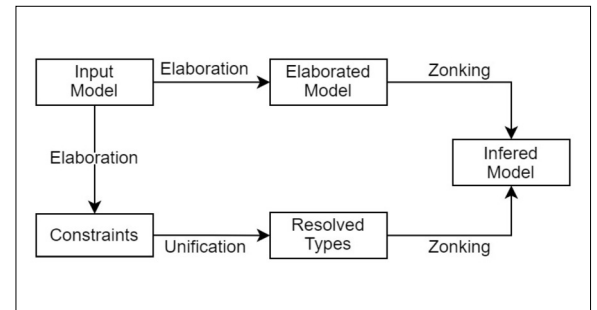 Input
Model
Elaboration
Elaborated
Model
Zonking
Elaboration
Infered
Model
Constraints
Unification
Resolved
Types
Zonking